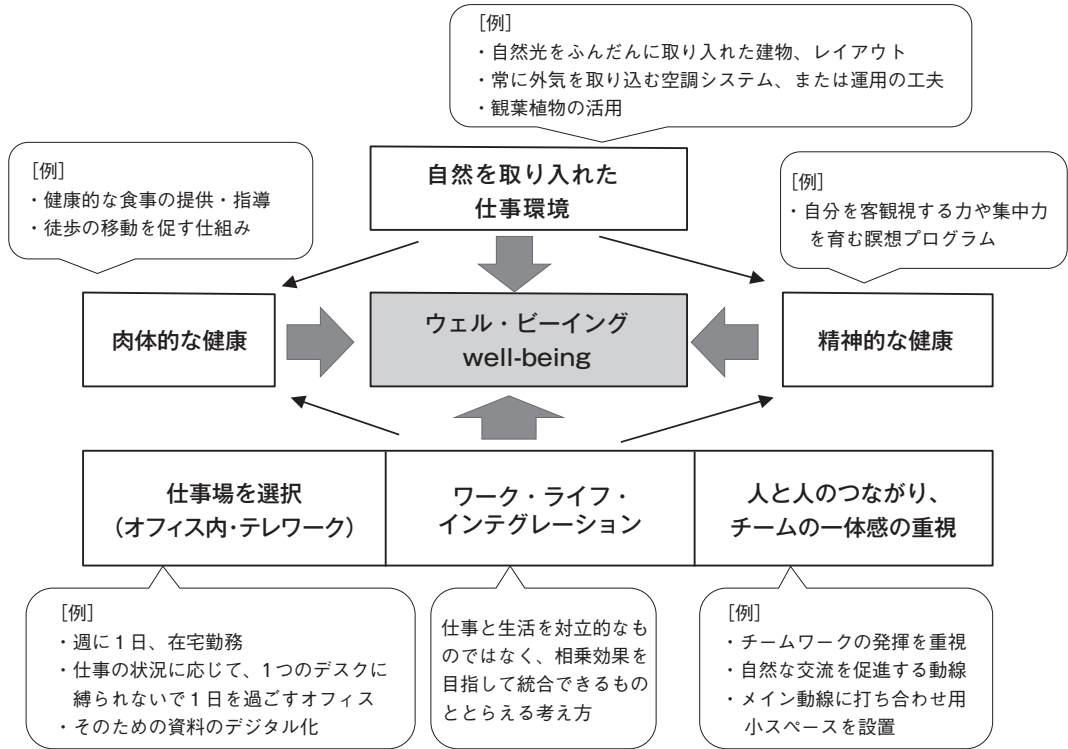 ［例］
・自然光をふんだんに取り入れた建物、レイアウト
・常に外気を取り込む空調システム、または運用の工夫
・観葉植物の活用
自然を取り入れた
仕事環境
［例］
・健康的な食事の提供・指導
・徒歩の移動を促す仕組み
［例］
・自分を客観視する力や集中力
を育む瞑想プログラム
肉体的な健康
ウェル・ビーイング
well-being
精神的な健康
仕事場を選択
（オフィス内・テレワーク）
ワーク・ライフ・
インテグレーション
人と人のつながり、
チームの一体感の重視
［例］
・週に１日、在宅勤務
・仕事の状況に応じて、１つのデスクに
縛られないで１日を過ごすオフィス
・そのための資料のデジタル化
仕事と生活を対立的なも
のではなく、相乗効果を
目指して統合できるもの
ととらえる考え方
［例］
・チームワークの発揮を重視
・自然な交流を促進する動線
・メイン動線に打ち合わせ用
小スペースを設置